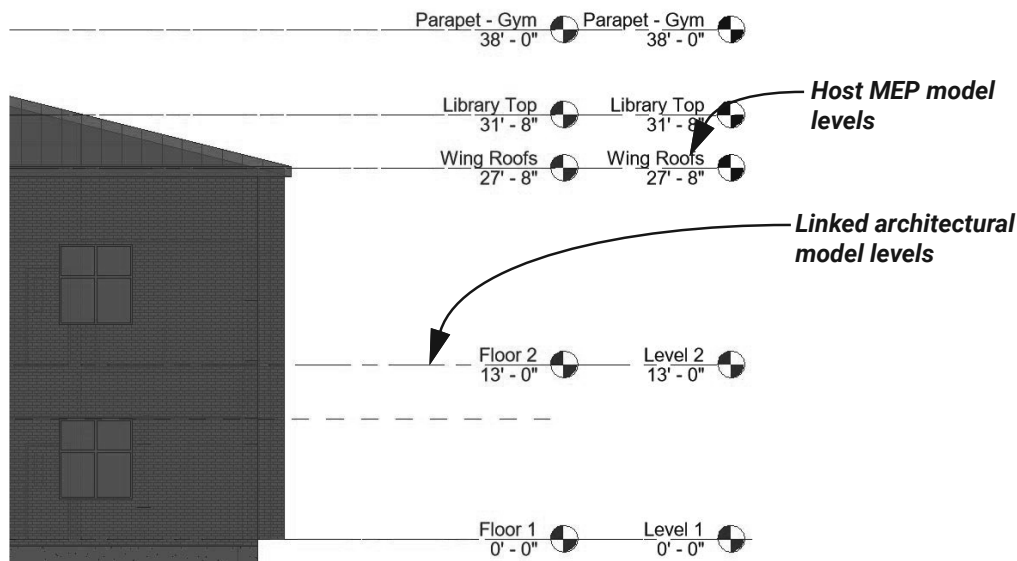 Parapet - Gym Parapet - Gym
38' - 0" 38' - 0"
Host MEP model
levels
Library Top Library Top
31' - 8" 31' - 8"
Wing Roofs Wing Roofs
27' - 8" 27' - 8"
Linked architectural
model levels
Floor 2 Level 2
13' - 0" 13' - 0"
Floor 1 Level 1
0' - 0" 0' - 0"